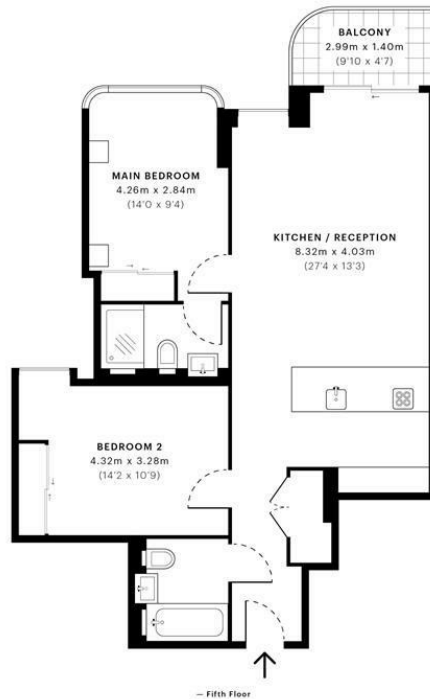 BALCONY
2.99m x 1.40m
(9'10 x 4'7)
MAIN BEDROOM
4.26m x 2.84m
(14'0 x 9'4)
KITCHEN / RECEPTION
8.32m x 4.03m
(27'4 x 13'3)
BEDROOM 2
4.32m x 3.28m
(14'2 x 10'9)
— Fifth Floor